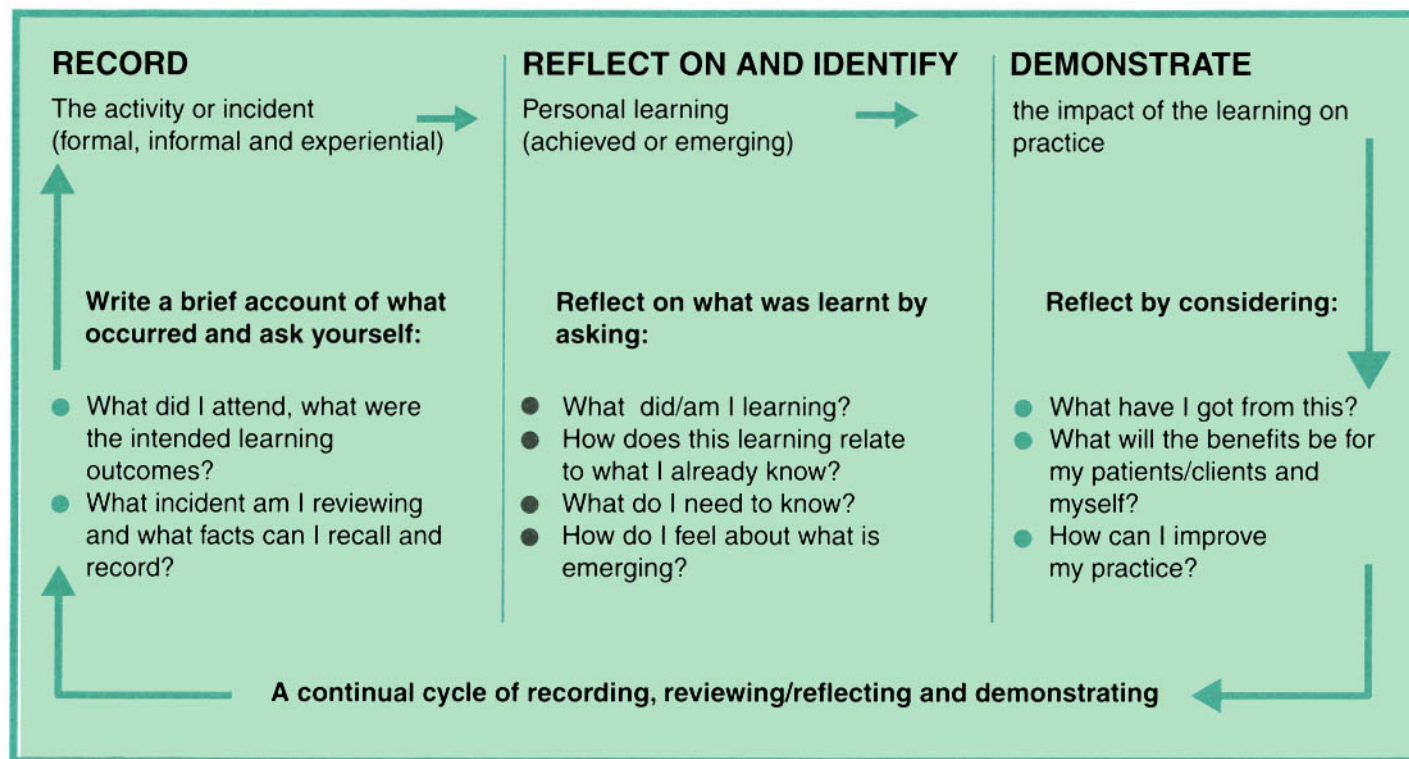 RECORD
The activity or incident
(formal, informal and experiential)
Write a brief account of what
occurred and ask yourself:
What did I attend, what were
the intended learning
outcomes?
What incident am I reviewing
and what facts can I recall and
record?
REFLECT ON AND IDENTIFY
Personal learning
(achieved or emerging)
Reflect on what was learnt by
asking:
What did/am I learning?
How does this learning relate
to what I already know?
What do I need to know?
How do I feel about what is
emerging?
DEMONSTRATE
the impact of the learning on
practice
Reflect by considering:
What have I got from this?
What will the benefits be for
my patients/clients and
myself?
How can I improve
my practice?
A continual cycle of recording, reviewing/reflecting and demonstrating